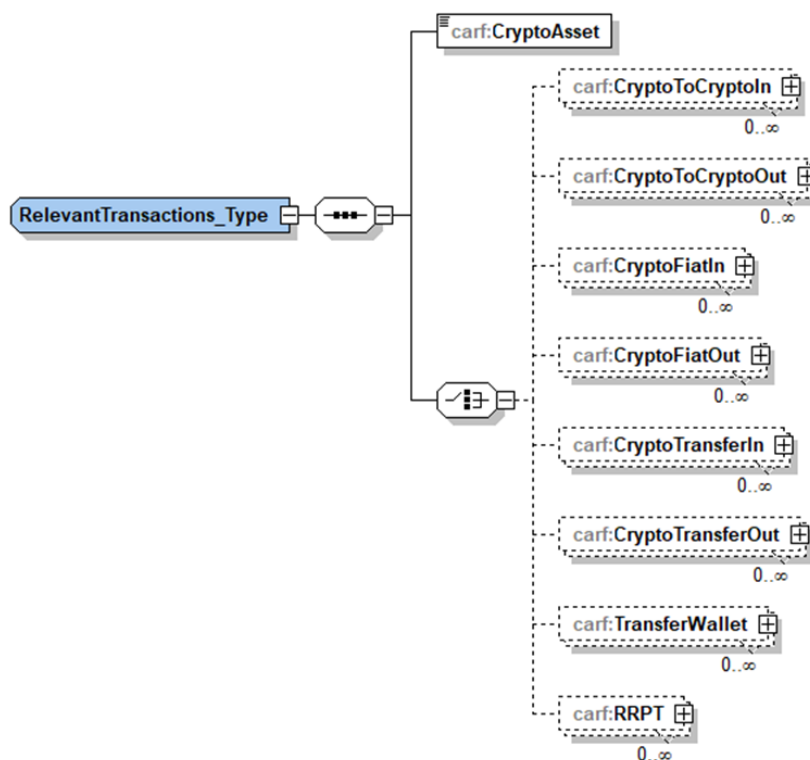 carf:CryptoAsset
carf:CryptoToCryptoIn
0..∞
carf:CryptoToCryptoOut
0..∞
RelevantTransactions_Type
carf:CryptoFiatIn
0..∞
carf:CryptoFiatOut
0..∞
carf:CryptoTransferIn
0..∞
carf:CryptoTransferOut
0..∞
carf:TransferWallet
0..∞
carf:RRPT
0..∞